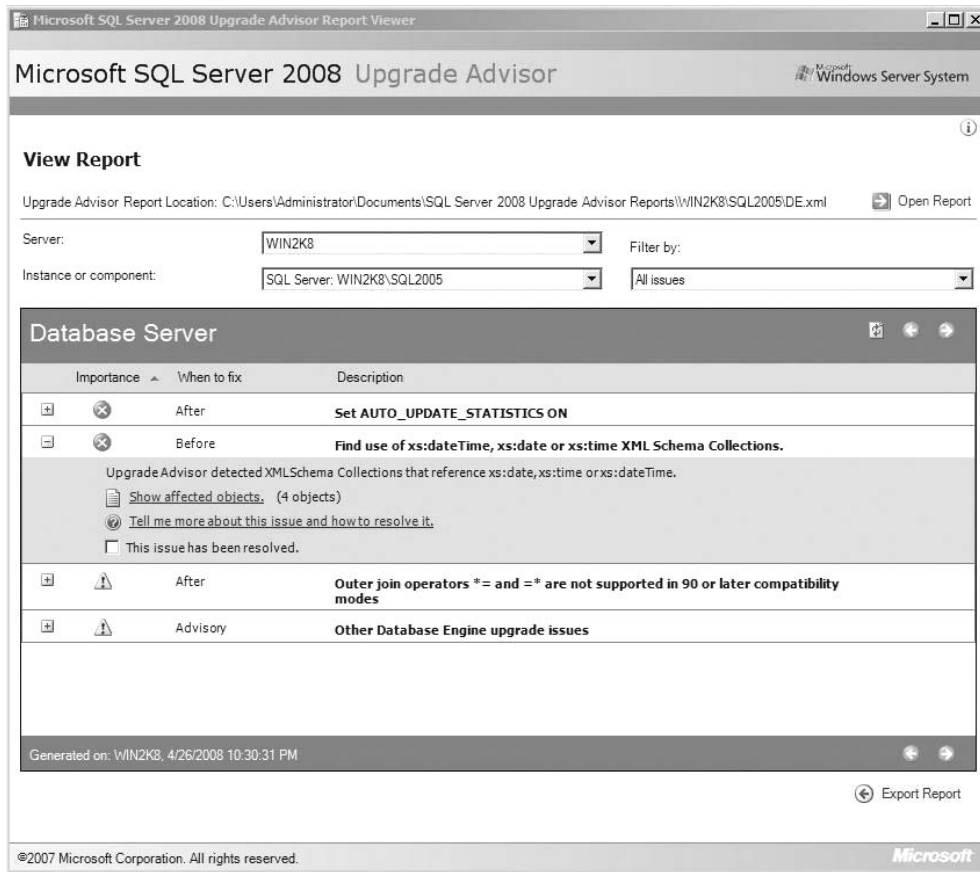 Microsoft SQL Server 2008 Upgrade Advisor Report Viewer
Microsoft SQL Server 2008 Upgrade Advisor
Microsoft
Windows Server System
View Report
Upgrade Advisor Report Location: C:\Users\Administrator\Documents\SQL Server 2008 Upgrade Advisor Reports\WIN2K8\SQL2005\DE.xml
Open Report
Server:
WIN2K8
Filter by:
Instance or component:
SQL Server: WIN2K8\SQL2005
All issues
Database Server
Importance When to fix Description
After Set AUTO_UPDATE_STATISTICS ON
Before Find use of xs:dateTime, xs:date or xs:time XML Schema Collections.
Upgrade Advisor detected XMLSchema Collections that reference xs:date, xs:time or xs:dateTime.
Show affected objects. (4 objects)
Tell me more about this issue and how to resolve it.
This issue has been resolved.
After Outer join operators *= and =* are not supported in 90 or later compatibility
modes
Advisory Other Database Engine upgrade issues
Generated on: WIN2K8, 4/26/2008 10:30:31 PM
Export Report
©2007 Microsoft Corporation. All rights reserved.
Microsoft